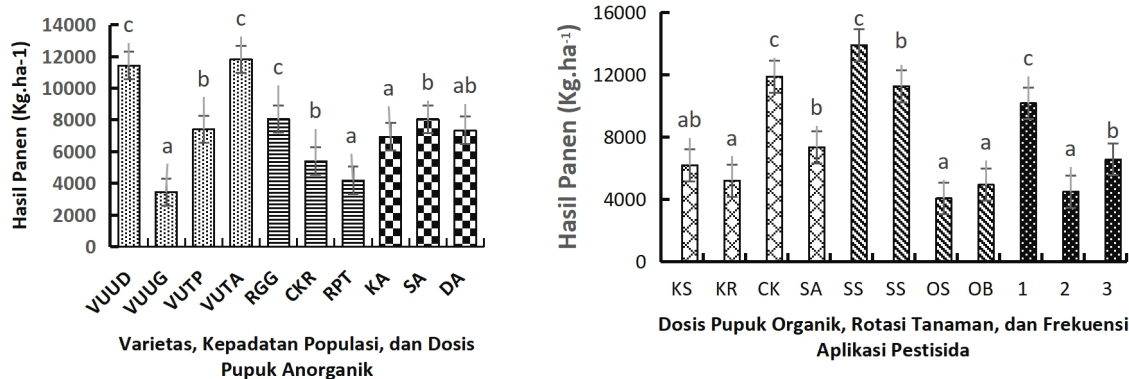 Hasil Panen (Kg.ha-1)
14000
12000
10000
8000
6000
4000
2000
0
c
a
b
c
c
b
a
a
b
ab
VUUD
VUUG
VUTP
VUTA
RGG
CKR
RPT
KA
SA
DA
Varietas, Kepadatan Populasi, dan Dosis
Pupuk Anorganik
Hasil Panen (Kg.ha-1)
16000
12000
8000
4000
0
ab
a
c
b
c
b
a
a
c
a
b
KS KR CK SA SS SS OS OB 1 2 3
Dosis Pupuk Organik, Rotasi Tanaman, dan Frekuensi
Aplikasi Pestisida